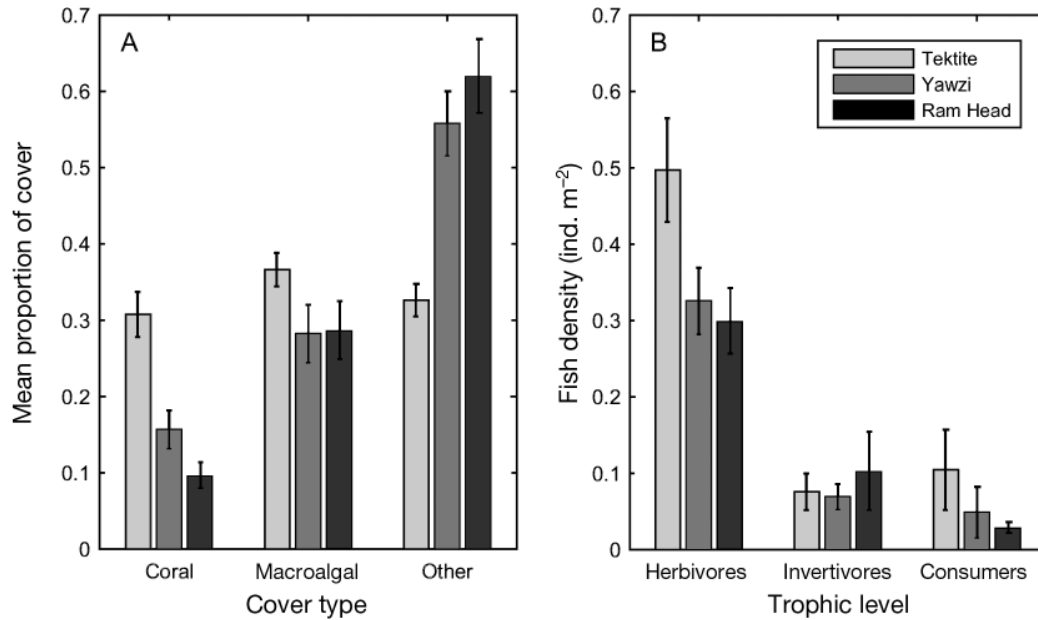 A
0.7
0.6
0.5
0.4
0.3
0.2
0.1
0
Mean proportion of cover
Coral
Macroalgal
Other
Cover type
B
Tektite
Yawzi
Ram Head
0.7
0.6
0.5
0.4
0.3
0.2
0.1
0
Fish density (ind. m⁻²)
Herbivores
Invertivores
Consumers
Trophic level